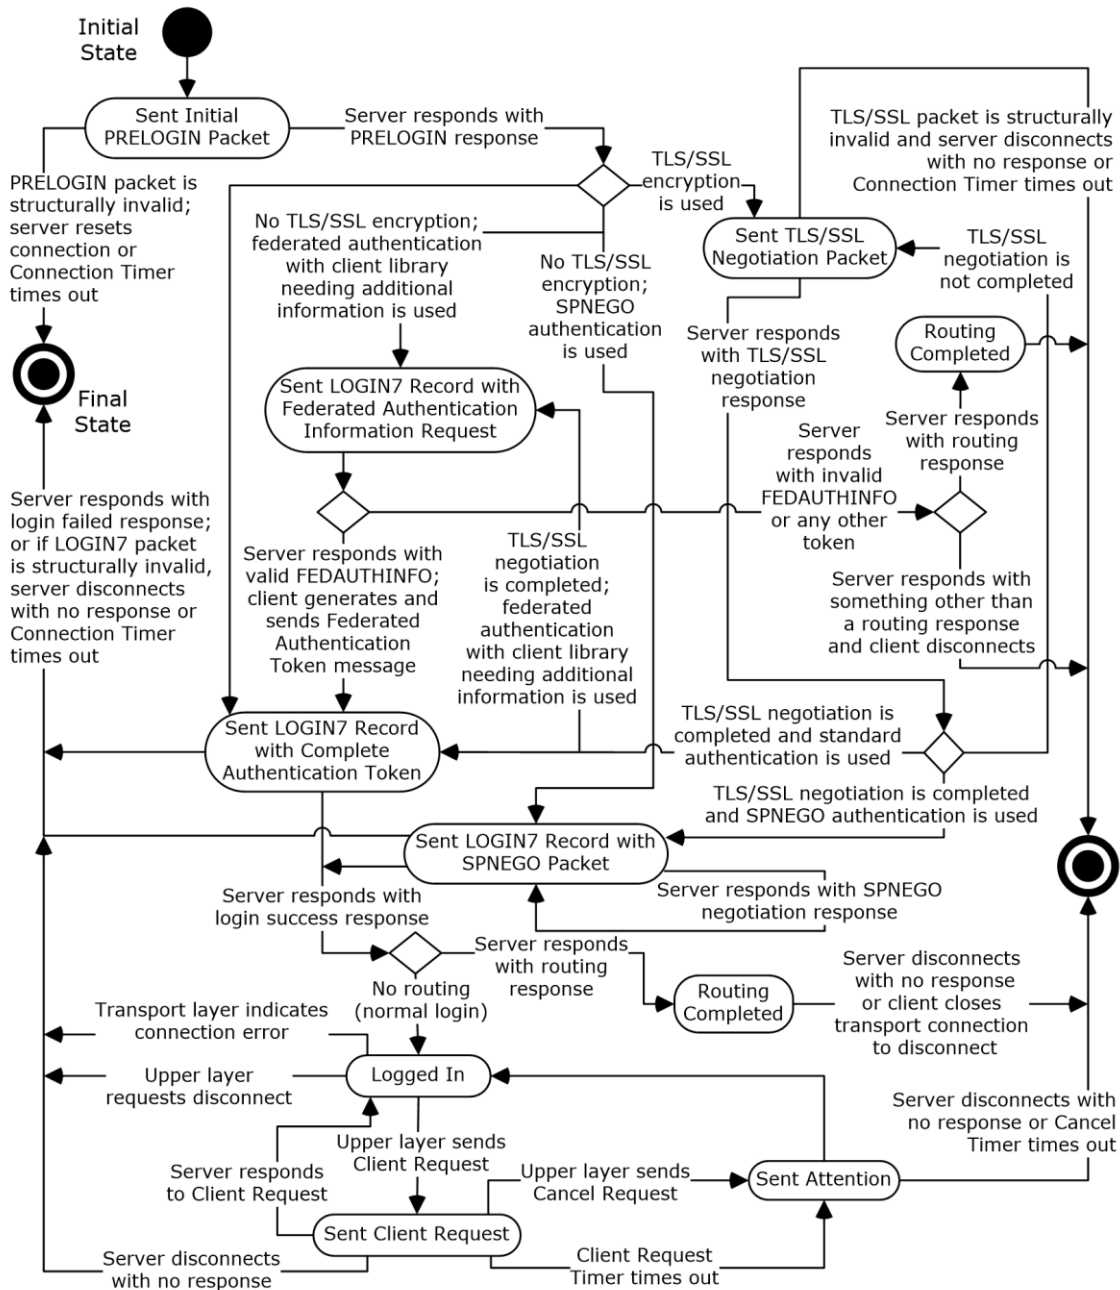 Initial
State
Sent Initial
PRELOGIN Packet
Server responds with
PRELOGIN response
TLS/SSL packet is structurally
invalid and server disconnects
with no response or
Connection Timer times out
PRELOGIN packet is
structurally invalid;
server resets
connection or
Connection Timer
times out
TLS/SSL
encryption
is used
No TLS/SSL encryption;
federated authentication
with client library
needing additional
information is used
No TLS/SSL
encryption;
SPNEGO
authentication
is used
Sent TLS/SSL
Negotiation Packet
TLS/SSL
negotiation is
not completed
Server responds
with TLS/SSL
negotiation
response
Routing
Completed
Final
State
Sent LOGIN7 Record with
Federated Authentication
Information Request
Server responds
with routing
response
Server
responds
with invalid
FEDAUTHINFO
or any other
token
Server responds with
login failed response;
or if LOGIN7 packet
is structurally invalid,
server disconnects
with no response or
Connection Timer
times out
Server responds with
valid FEDAUTHINFO;
client generates and
sends Federated
Authentication
Token message
TLS/SSL
negotiation
is completed;
federated
authentication
with client library
needing additional
information is used
Server responds with
something other than
a routing response
and client disconnects
Sent LOGIN7 Record
with Complete
Authentication Token
TLS/SSL negotiation is
completed and standard
authentication is used
TLS/SSL negotiation is completed
and SPNEGO authentication is used
Sent LOGIN7 Record with
SPNEGO Packet
Server responds with SPNEGO
negotiation response
Server responds with
login success response
Server responds
with routing
response
No routing
(normal login)
Routing
Completed
Server disconnects
with no response
or client closes
transport connection
to disconnect
Transport layer indicates
connection error
Logged In
Upper layer
requests disconnect
Server disconnects with
no response or Cancel
Timer times out
Upper layer sends
Client Request
Server responds
to Client Request
Upper layer sends
Cancel Request
Sent Attention
Sent Client Request
Server disconnects
with no response
Client Request
Timer times out